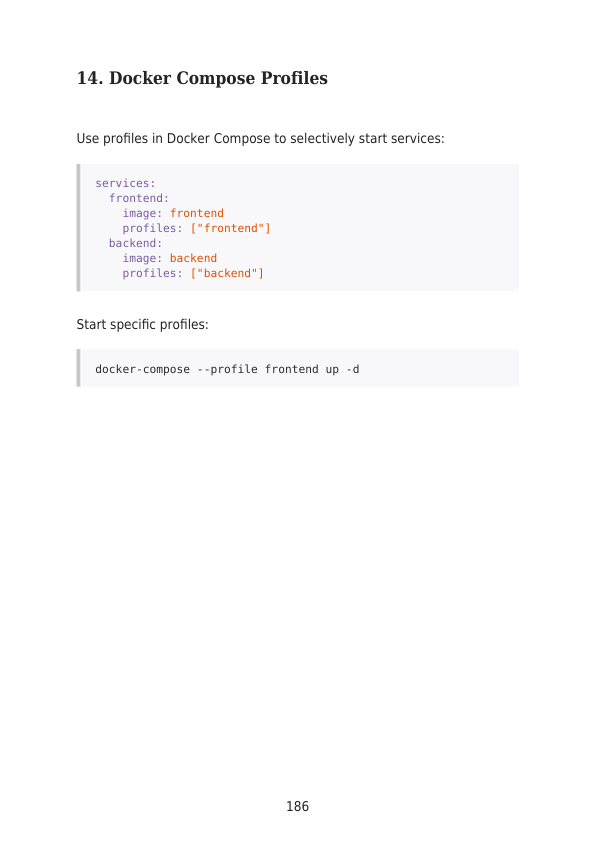 14. Docker Compose Profiles
Use profiles in Docker Compose to selectively start services:
services:
  frontend:
    image: frontend
    profiles: ["frontend"]
  backend:
    image: backend
    profiles: ["backend"]
Start specific profiles:
docker-compose --profile frontend up -d
186